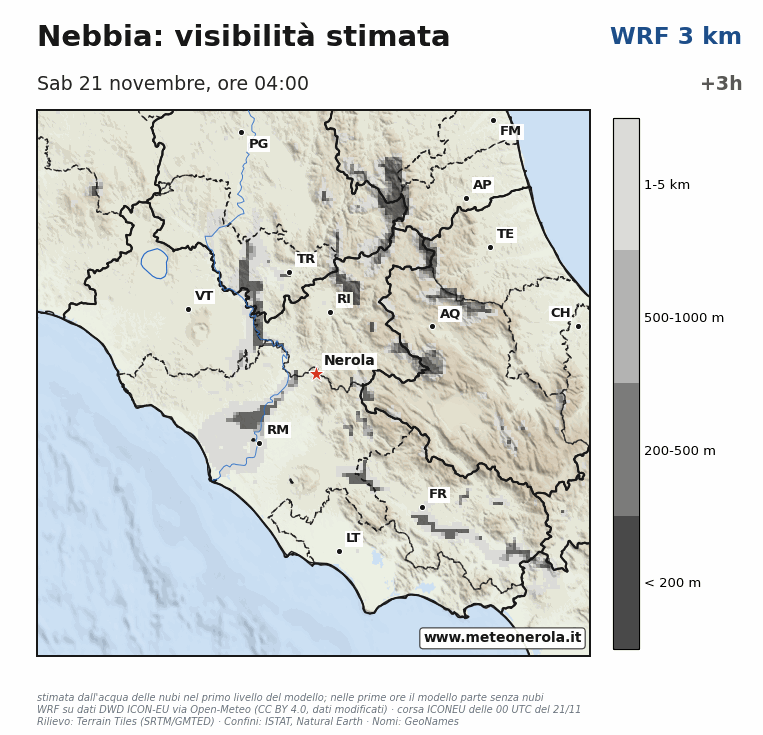 Nebbia: visibilità stimata
WRF 3 km
Sab 21 novembre, ore 04:00
+3h
FM
PG
AP
TE
TR
VT
RI
AQ
CH
Nerola
RM
FR
LT
www.meteonerola.it
1-5 km
500-1000 m
200-500 m
< 200 m
stimata dall'acqua delle nubi nel primo livello del modello; nelle prime ore il modello parte senza nubi
WRF su dati DWD ICON-EU via Open-Meteo (CC BY 4.0, dati modificati) · corsa ICONEU delle 00 UTC del 21/11
Rilievo: Terrain Tiles (SRTM/GMTED) · Confini: ISTAT, Natural Earth · Nomi: GeoNames